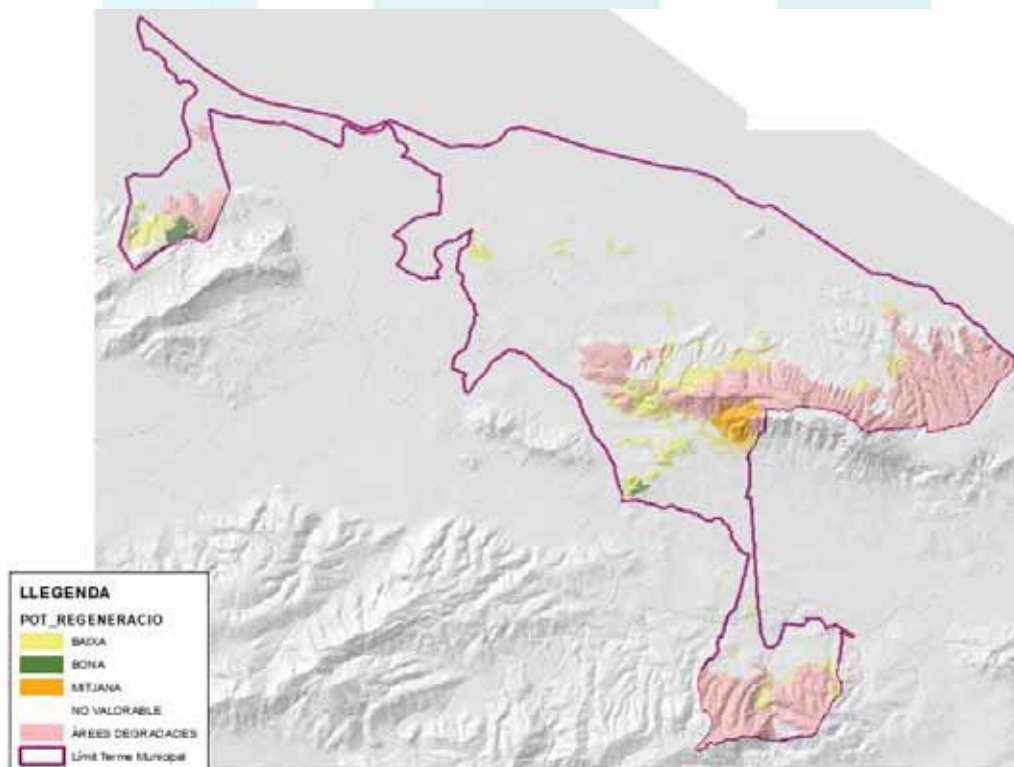 LLEGENDA
POT_REGENERACIO
BAIXA
BONA
MITJANA
NO VALORABLE
ÀREES DEGRADADES
Límit Terme Municipal